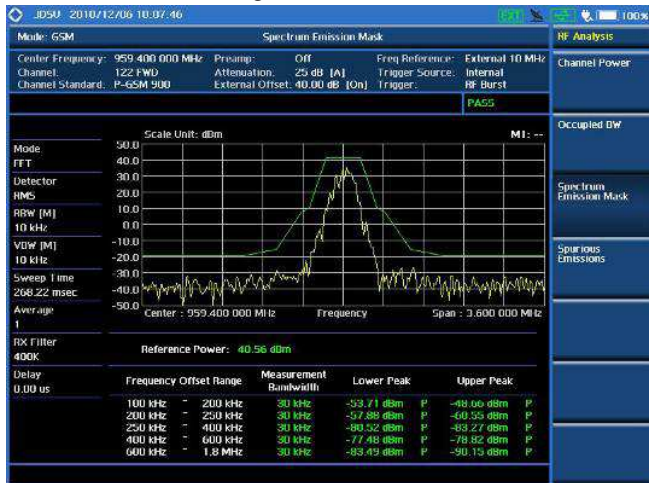 JDSU 2010/12/06 10:07:46 EXT 100%
Mode: GSM Spectrum Emission Mask RF Analysis
Center Frequency: 959.400 000 MHz Preamp: Off Freq Reference: External 10 MHz
Channel: 122 FWD Attenuation: 25 dB [A] Trigger Source: Internal
Channel Standard: P-GSM 900 External Offset: 40.00 dB [On] Trigger: RF Burst
PASS
Channel Power
Occupied BW
Spectrum Emission Mask
Spurious Emissions
Scale Unit: dBm M1: --
Mode
FFT
Detector
RMS
RBW [M]
10 kHz
VBW [M]
10 kHz
Sweep Time
268.22 msec
Average
1
RX Filter
400K
Delay
0.00 us
50.0
40.0
30.0
20.0
10.0
0.0
-10.0
-20.0
-30.0
-40.0
-50.0
Center : 959.400 000 MHz Frequency Span : 3.600 000 MHz
Reference Power: 40.56 dBm
Frequency Offset Range Measurement Bandwidth Lower Peak Upper Peak
100 kHz ~ 200 kHz 30 kHz -53.71 dBm P -48.66 dBm P
200 kHz ~ 250 kHz 30 kHz -57.88 dBm P -60.55 dBm P
250 kHz ~ 400 kHz 30 kHz -80.52 dBm P -83.27 dBm P
400 kHz ~ 600 kHz 30 kHz -77.48 dBm P -78.82 dBm P
600 kHz ~ 1.8 MHz 30 kHz -83.49 dBm P -90.15 dBm P